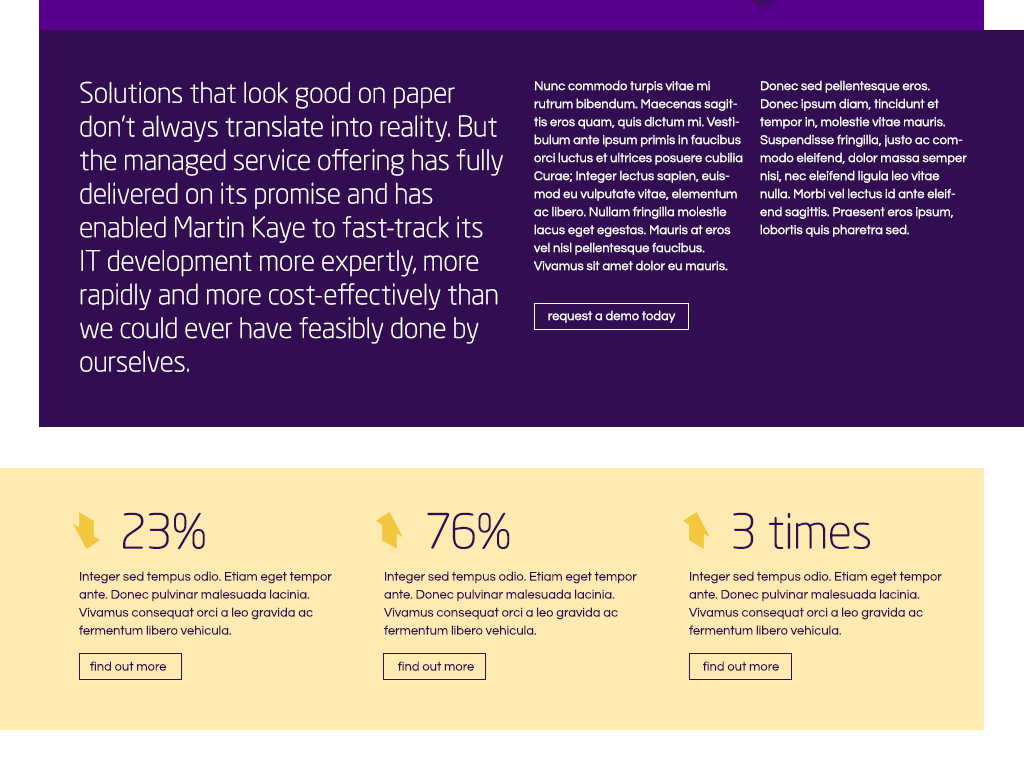 Solutions that look good on paper
don't always translate into reality. But
the managed service offering has fully
delivered on its promise and has
enabled Martin Kaye to fast-track its
IT development more expertly, more
rapidly and more cost-effectively than
we could ever have feasibly done by
ourselves.
Nunc commodo turpis vitae mi
rutrum bibendum. Maecenas sagit-
tis eros quam, quis dictum mi. Vesti-
bulum ante ipsum primis in faucibus
orci luctus et ultrices posuere cubilia
Curae; Integer lectus sapien, euis-
mod eu vulputate vitae, elementum
ac libero. Nullam fringilla molestie
lacus eget egestas. Mauris at eros
vel nisl pellentesque faucibus.
Vivamus sit amet dolor eu mauris.
request a demo today
Donec sed pellentesque eros.
Donec ipsum diam, tincidunt et
tempor in, molestie vitae mauris.
Suspendisse fringilla, justo ac com-
modo eleifend, dolor massa semper
nisi, nec eleifend ligula leo vitae
nulla. Morbi vel lectus id ante eleif-
end sagittis. Praesent eros ipsum,
lobortis quis pharetra sed.
23%
Integer sed tempus odio. Etiam eget tempor
ante. Donec pulvinar malesuada lacinia.
Vivamus consequat orci a leo gravida ac
fermentum libero vehicula.
find out more
76%
Integer sed tempus odio. Etiam eget tempor
ante. Donec pulvinar malesuada lacinia.
Vivamus consequat orci a leo gravida ac
fermentum libero vehicula.
find out more
3 times
Integer sed tempus odio. Etiam eget tempor
ante. Donec pulvinar malesuada lacinia.
Vivamus consequat orci a leo gravida ac
fermentum libero vehicula.
find out more